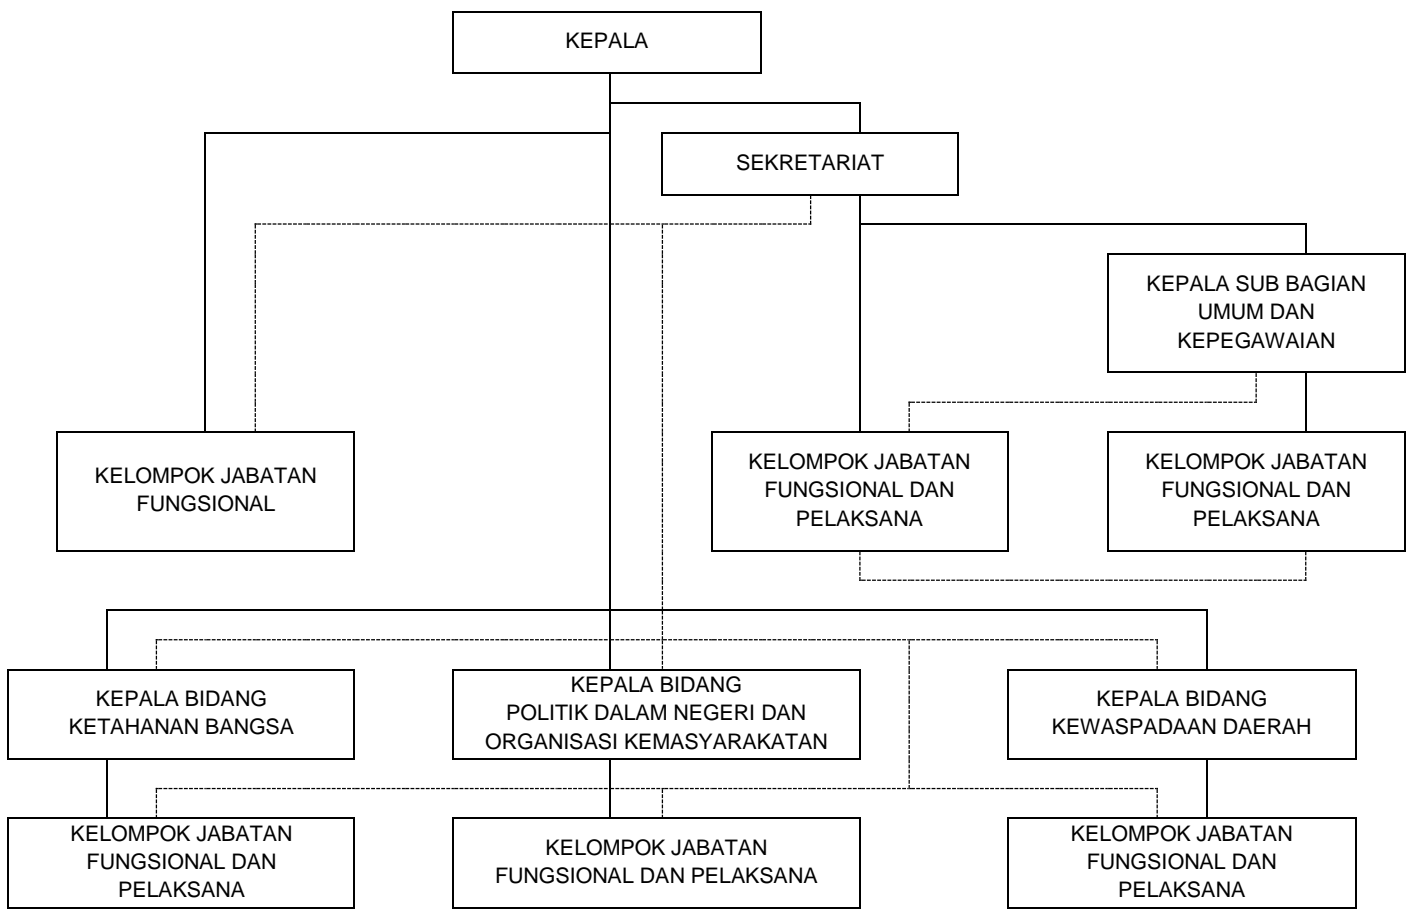 KEPALA
SEKRETARIAT
KEPALA SUB BAGIAN
UMUM DAN
KEPEGAWAIAN
KELOMPOK JABATAN
FUNGSIONAL
KELOMPOK JABATAN
FUNGSIONAL DAN
PELAKSANA
KELOMPOK JABATAN
FUNGSIONAL DAN
PELAKSANA
KEPALA BIDANG
KETAHANAN BANGSA
KEPALA BIDANG
POLITIK DALAM NEGERI DAN
ORGANISASI KEMASYARAKATAN
KEPALA BIDANG
KEWASPADAAN DAERAH
KELOMPOK JABATAN
FUNGSIONAL DAN
PELAKSANA
KELOMPOK JABATAN
FUNGSIONAL DAN PELAKSANA
KELOMPOK JABATAN
FUNGSIONAL DAN
PELAKSANA